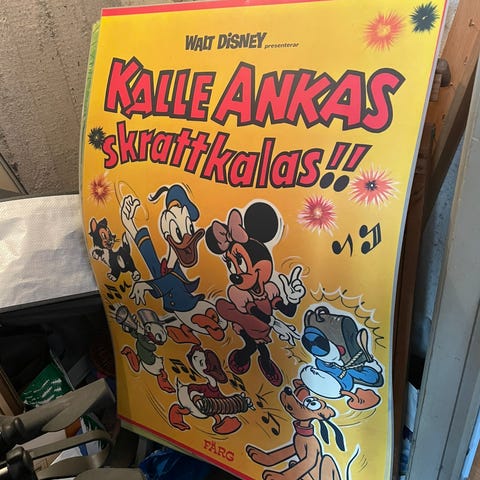 WALT DISNEY presenterar
KALLE ANKAS
skrattkalas!!
FÄRG